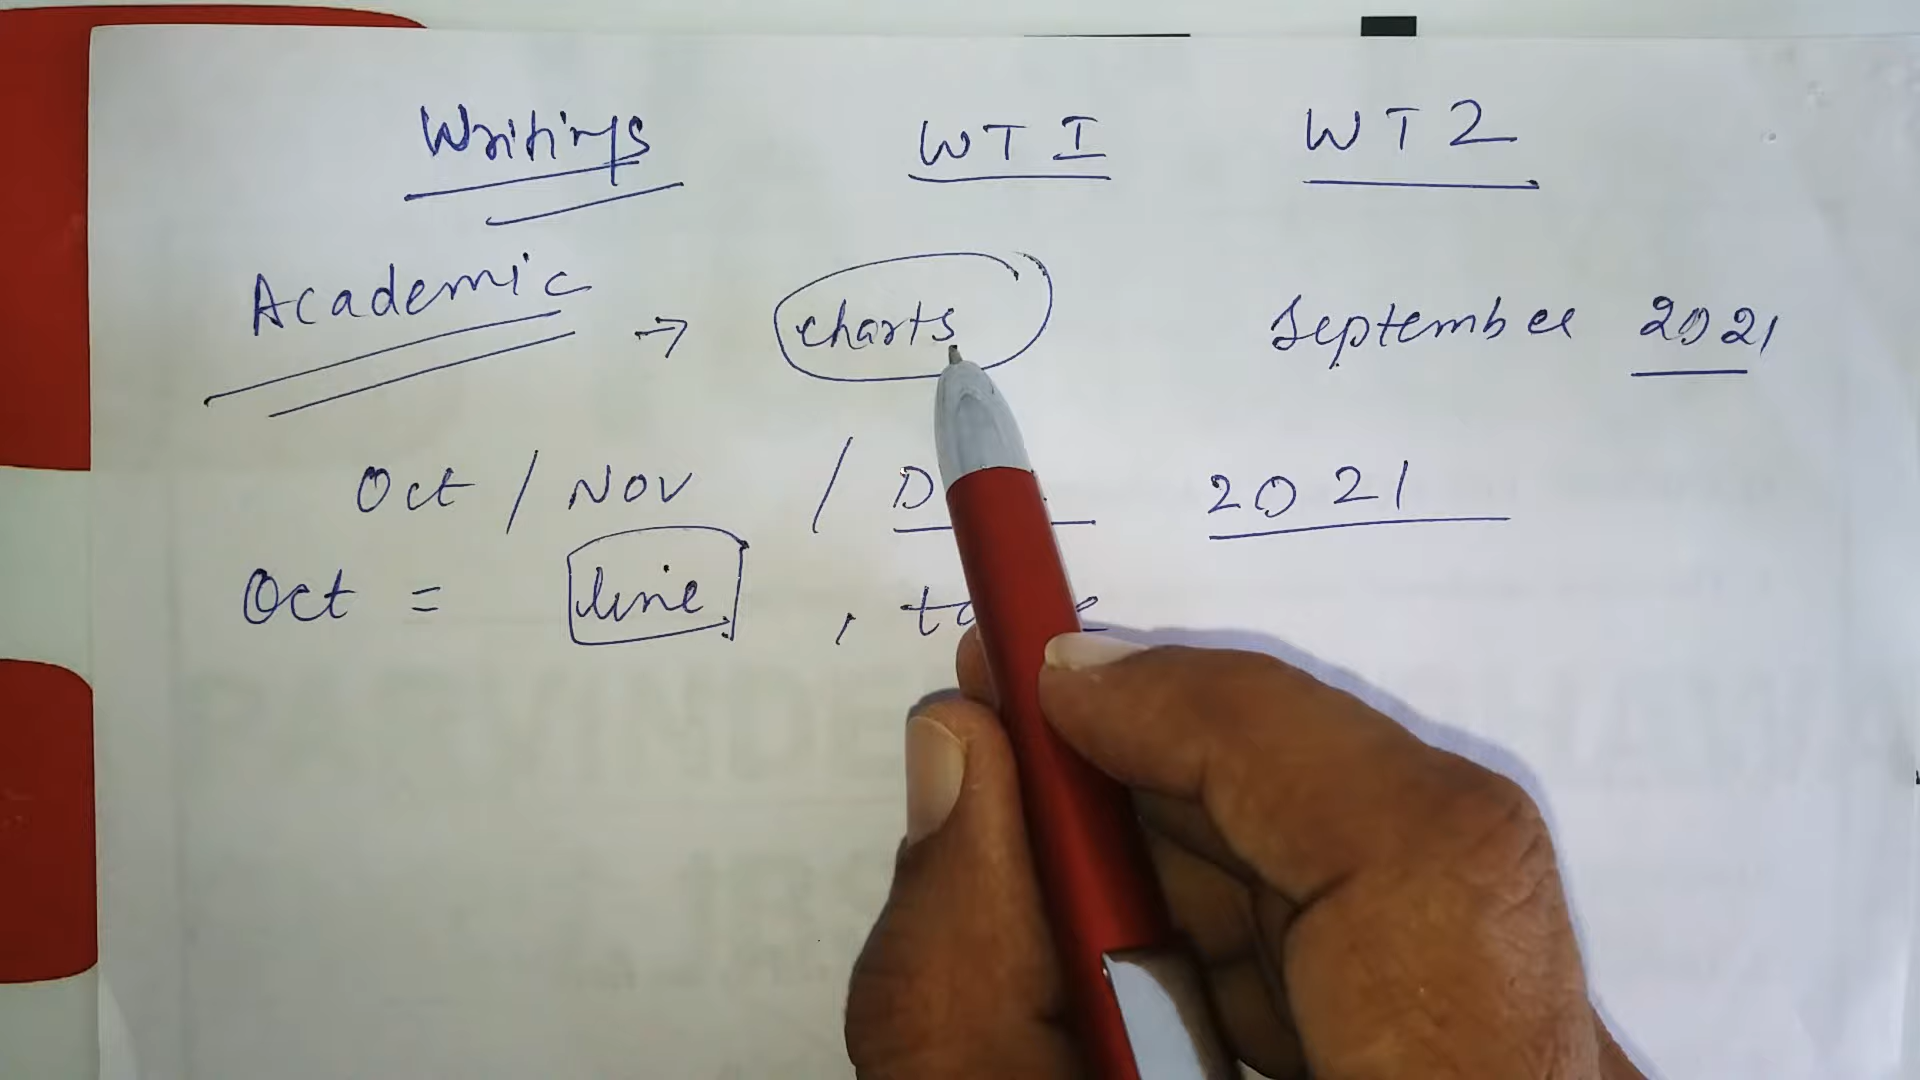 Writings WT I WT 2
Academic → charts September 2021
Oct / Nov / D 2021
Oct = line ,